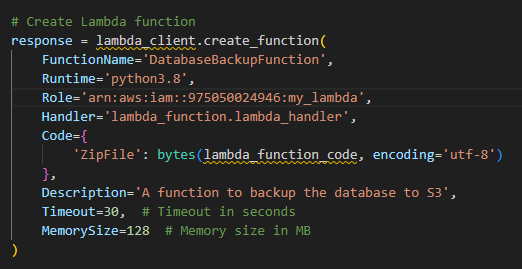 # Create Lambda function
response = lambda_client.create_function(
    FunctionName='DatabaseBackupFunction',
    Runtime='python3.8',
    Role='arn:aws:iam::975050024946:my_lambda',
    Handler='lambda_function.lambda_handler',
    Code={
        'ZipFile': bytes(lambda_function_code, encoding='utf-8')
    },
    Description='A function to backup the database to S3',
    Timeout=30,  # Timeout in seconds
    MemorySize=128  # Memory size in MB
)